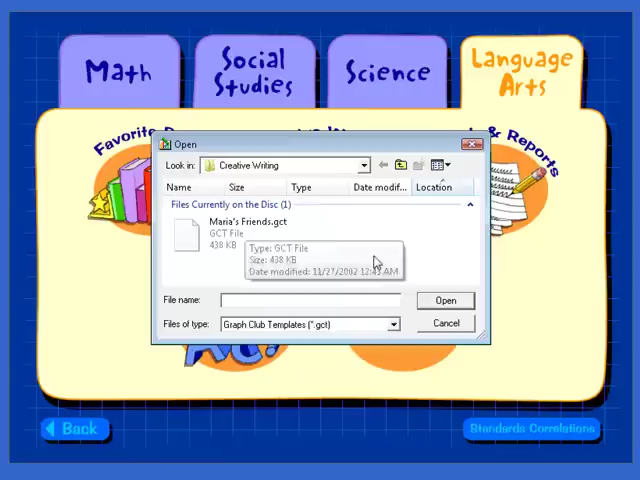 Math
Social
Studies
Science
Language
Arts
Favorite
& Reports
Open
Look in:
Creative Writing
Name
Size
Type
Date modif...
Location
Files Currently on the Disc (1)
Maria's Friends.gct
GCT File
438 KB
Type: GCT File
Size: 438 KB
Date modified: 11/27/2002 12:43 AM
File name:
Open
Files of type:
Graph Club Templates (*.gct)
Cancel
Back
Standards Correlations